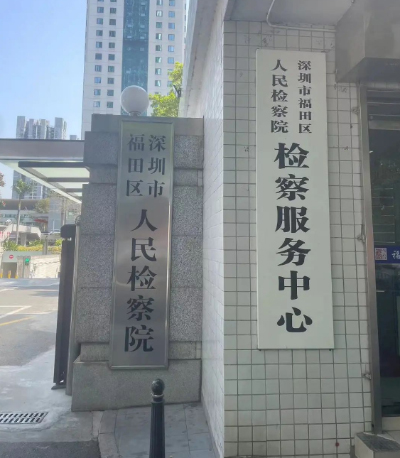 深圳市
福田区
人民检察院
深圳市福田区
人民检察院
检察服务中心